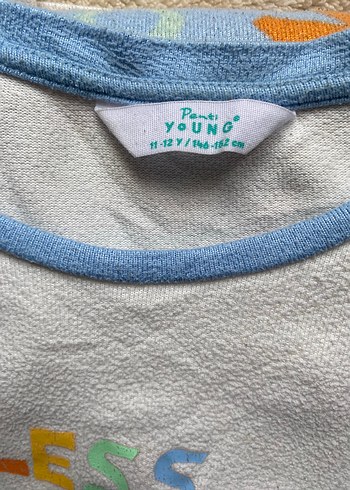 Penti
YOUNG
11-12 Y / 146-152 cm
ESS